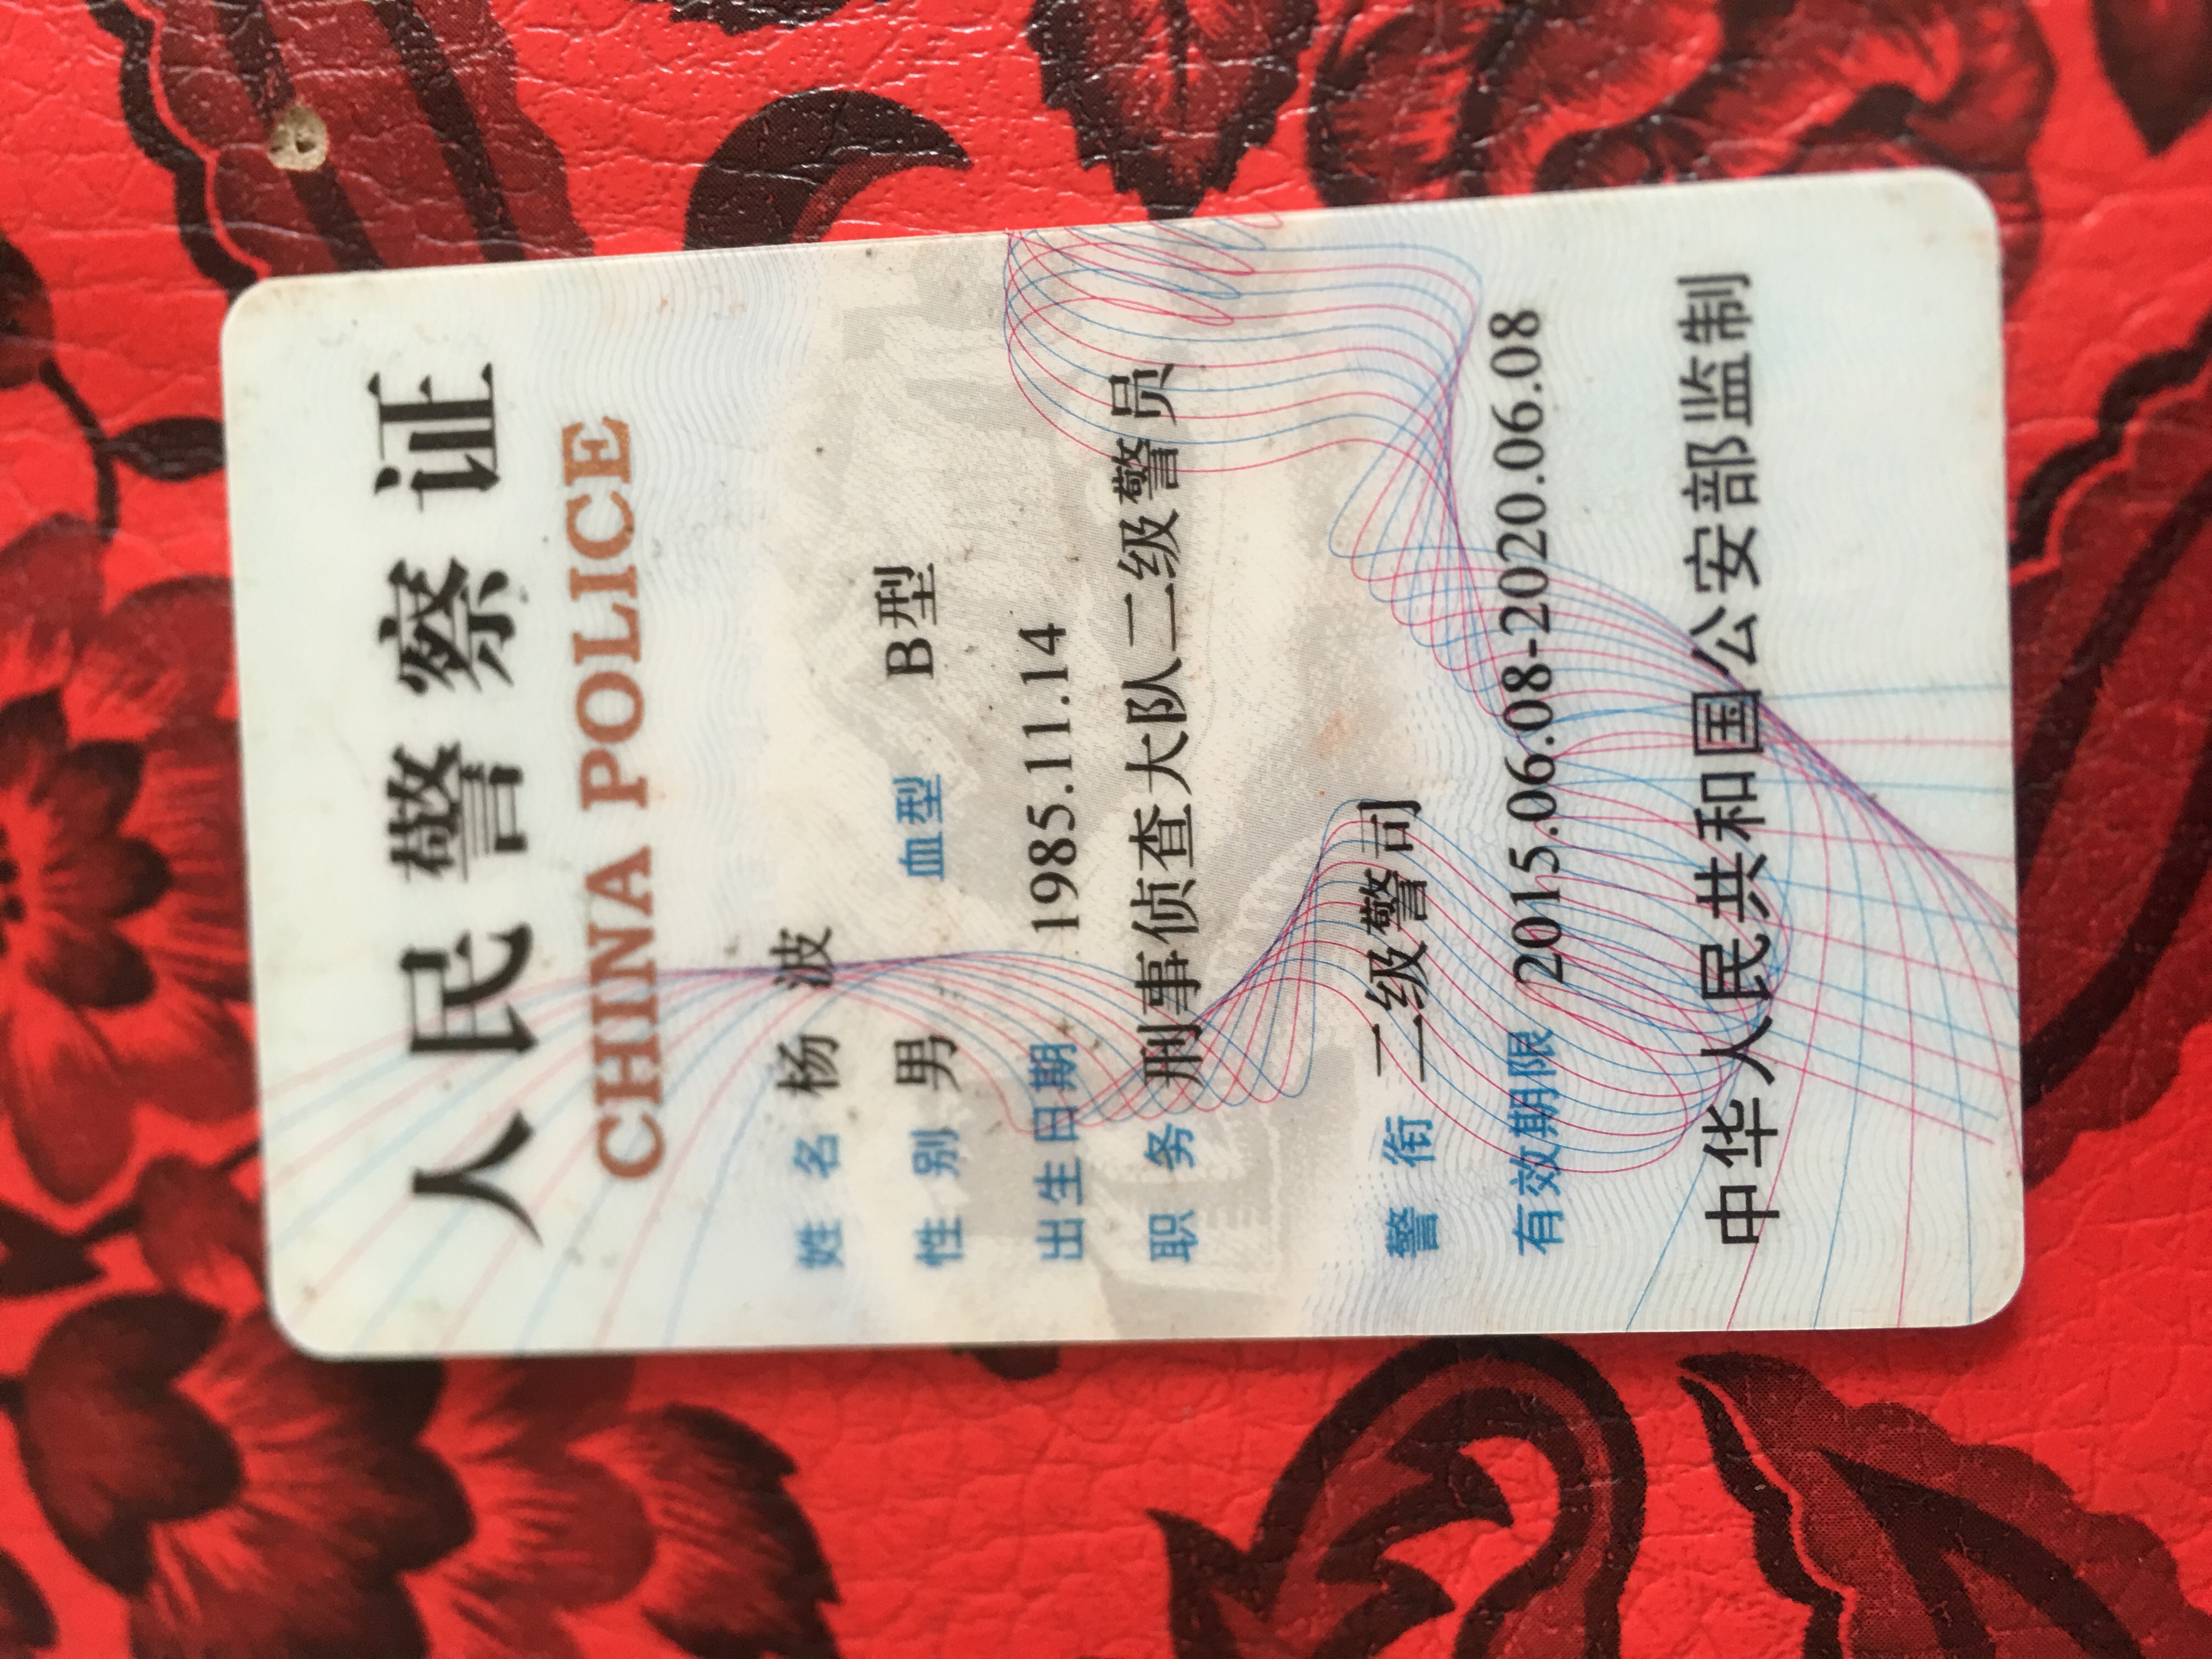 人民警察证
CHINA POLICE
姓名 杨波
性别 男 血型 B型
出生日期 1985.11.14
职务 刑事侦查大队二级警员
警衔 二级警司
有效期限 2015.06.08-2020.06.08
中华人民共和国公安部监制